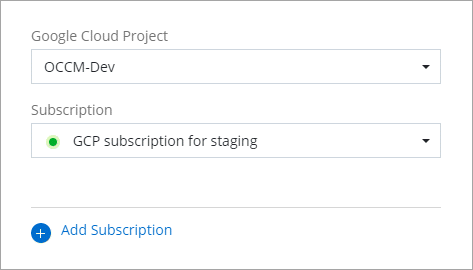 Google Cloud Project
OCCM-Dev
Subscription
GCP subscription for staging
Add Subscription